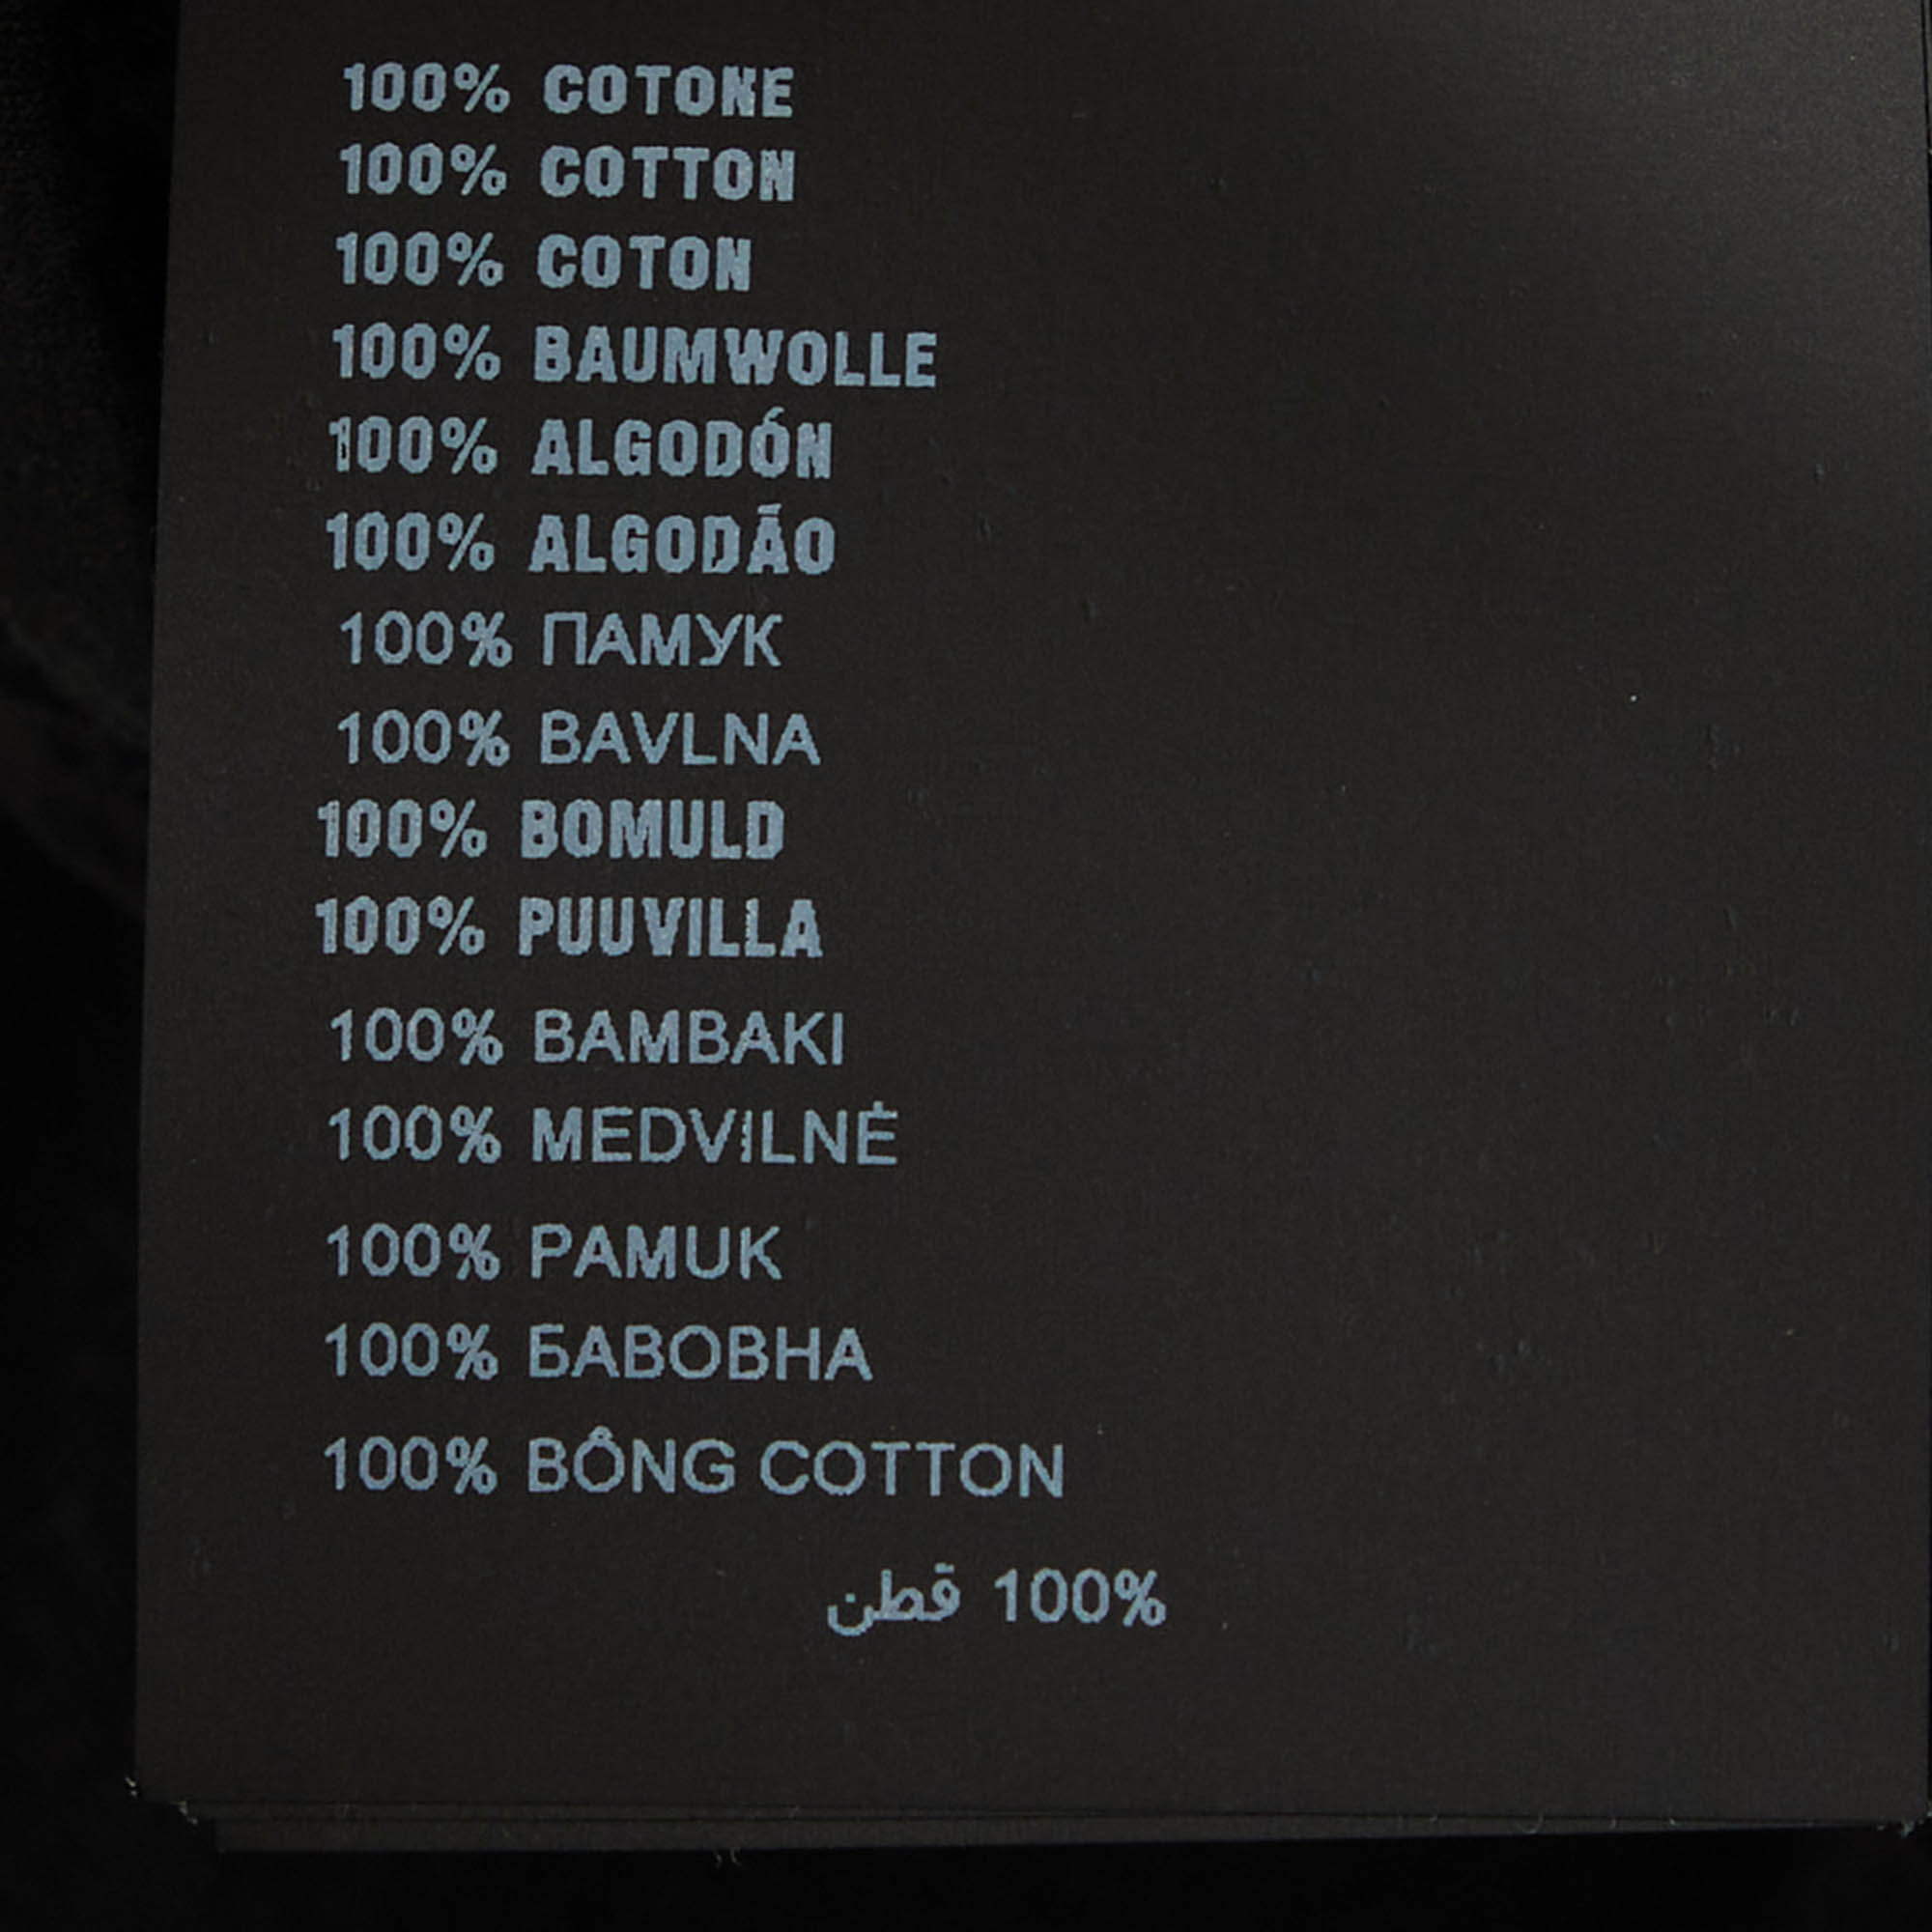 100% COTONE
100% COTTON
100% COTON
100% BAUMWOLLE
100% ALGODÓN
100% ALGODÃO
100% ПАМУК
100% BAVLNA
100% BOMULD
100% PUUVILLA
100% BAMBAKI
100% MEDVILNĖ
100% PAMUK
100% БАВОВНА
100% BÔNG COTTON
100% قطن